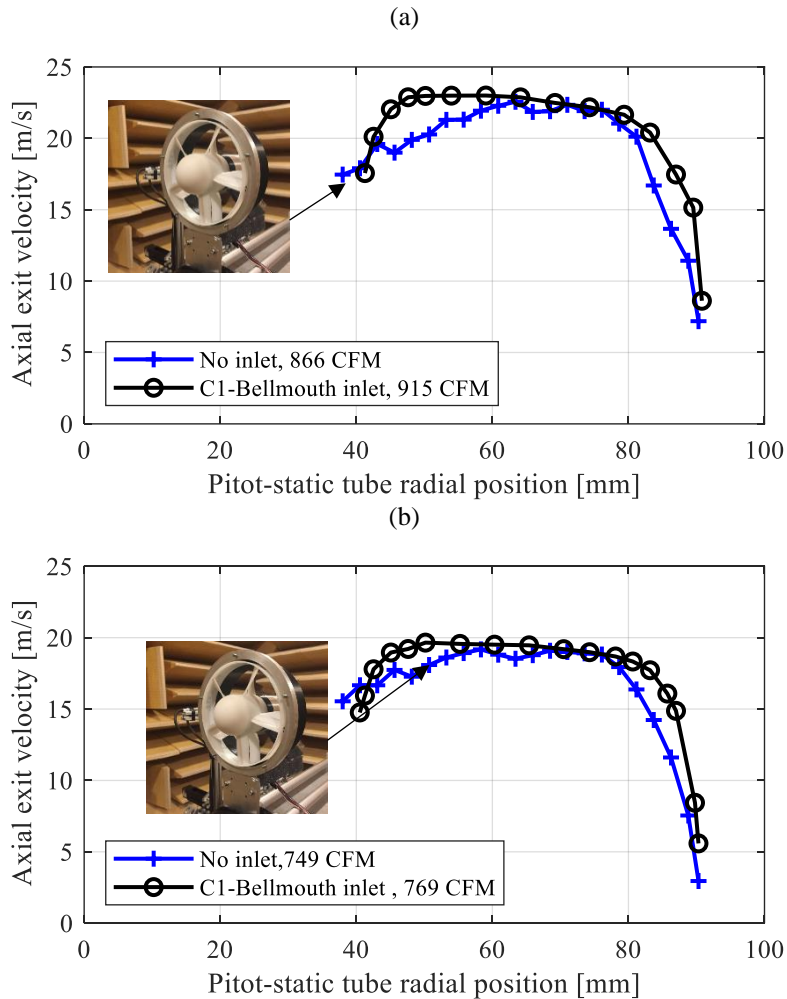 (a)
25
20
15
10
5
0
Axial exit velocity [m/s]
No inlet, 866 CFM
C1-Bellmouth inlet, 915 CFM
0 20 40 60 80 100
Pitot-static tube radial position [mm]
(b)
25
20
15
10
5
0
Axial exit velocity [m/s]
No inlet,749 CFM
C1-Bellmouth inlet , 769 CFM
0 20 40 60 80 100
Pitot-static tube radial position [mm]